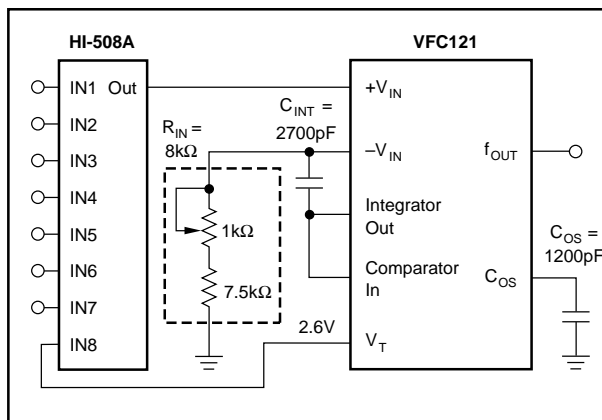 HI-508A
VFC121
IN1 Out
IN2
IN3
IN4
IN5
IN6
IN7
IN8
R_IN =
8kΩ
C_INT =
2700pF
1kΩ
7.5kΩ
2.6V
+V_IN
–V_IN
Integrator
Out
Comparator
In
V_T
f_OUT
C_OS
C_OS =
1200pF